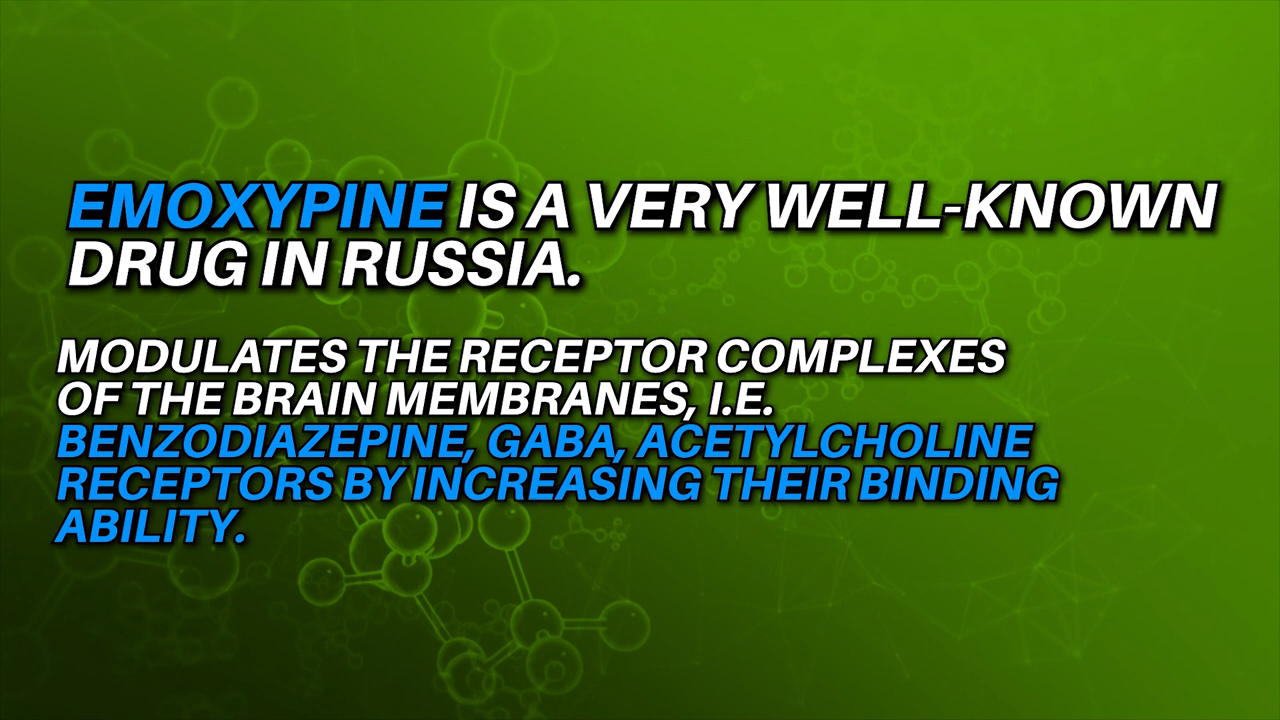 EMOXYPINE IS A VERY WELL-KNOWN
DRUG IN RUSSIA.
MODULATES THE RECEPTOR COMPLEXES
OF THE BRAIN MEMBRANES, I.E.
BENZODIAZEPINE, GABA, ACETYLCHOLINE
RECEPTORS BY INCREASING THEIR BINDING
ABILITY.